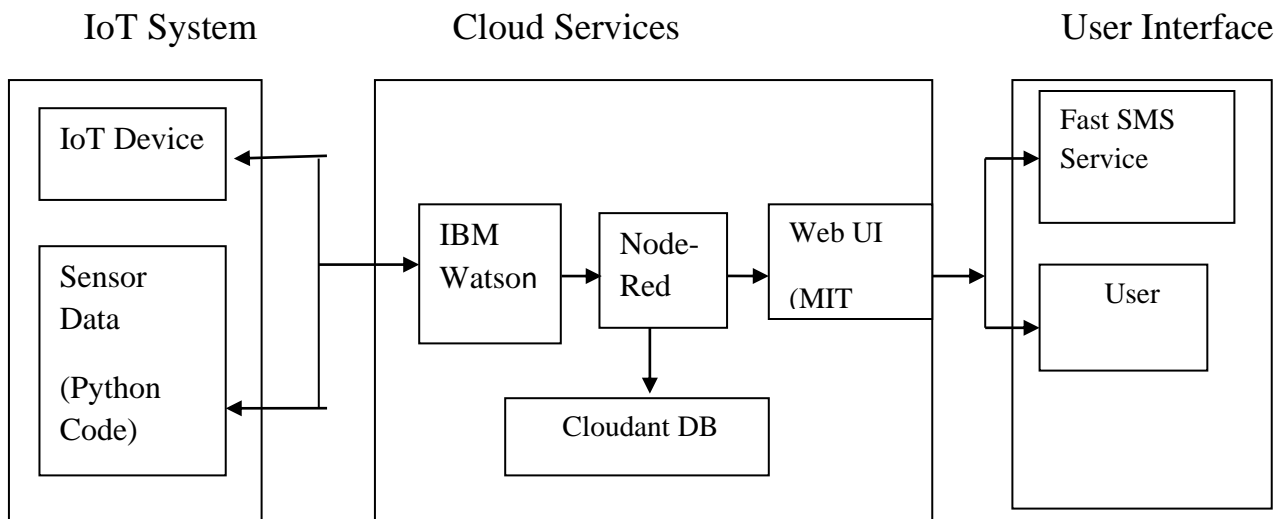 IoT System
Cloud Services
User Interface
IoT Device
Sensor
Data
(Python
Code)
IBM
Watson
Node-
Red
Web UI
(MIT
Cloudant DB
Fast SMS
Service
User